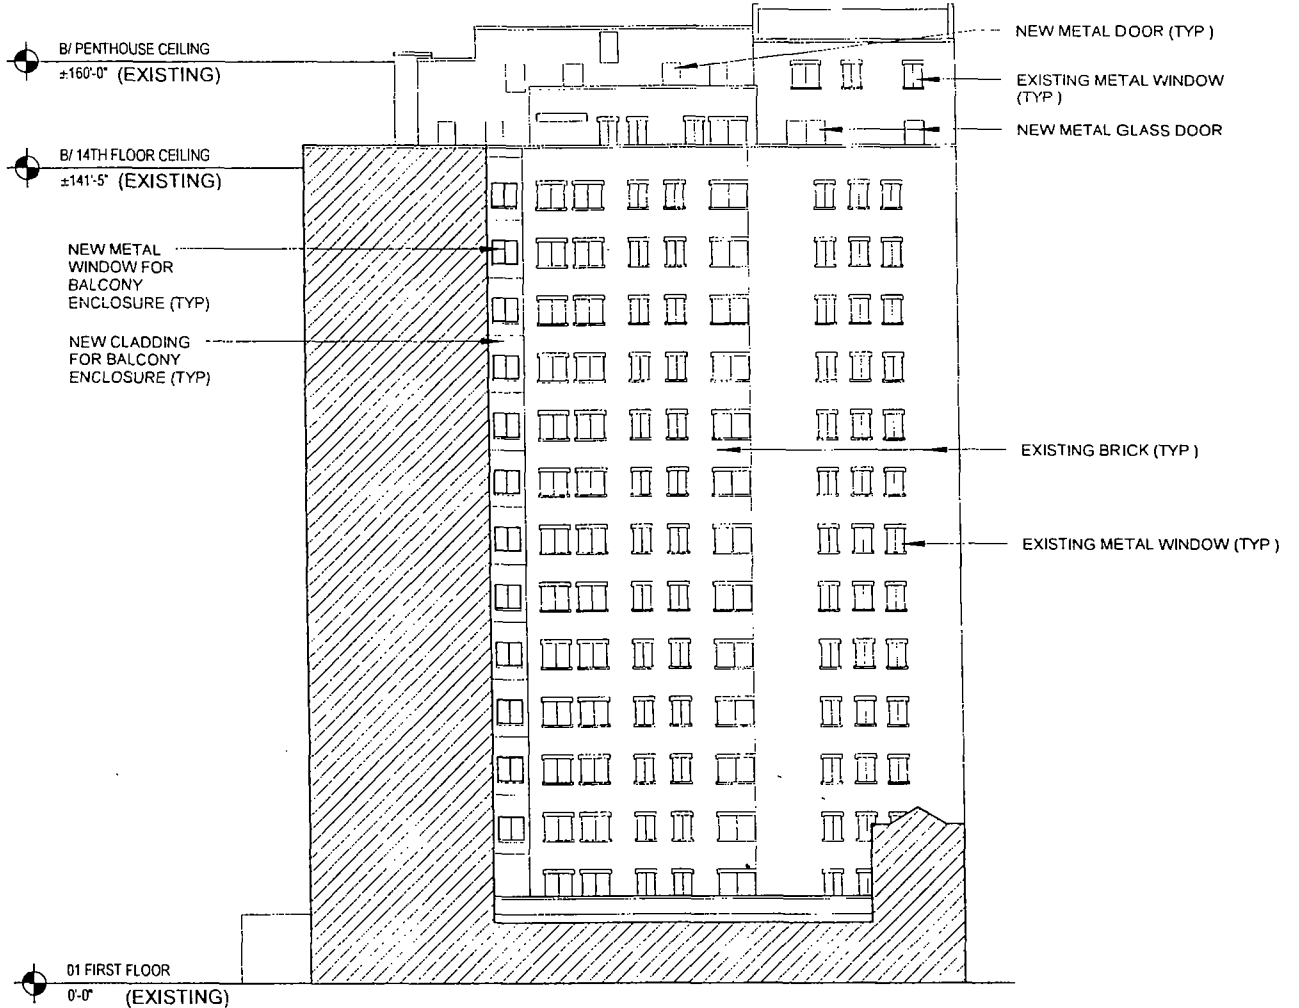 NEW METAL DOOR (TYP )
B/ PENTHOUSE CEILING
±160'-0" (EXISTING)
EXISTING METAL WINDOW
(TYP )
NEW METAL GLASS DOOR
B/ 14TH FLOOR CEILING
±141'-5" (EXISTING)
NEW METAL
WINDOW FOR
BALCONY
ENCLOSURE (TYP)
NEW CLADDING
FOR BALCONY
ENCLOSURE (TYP)
EXISTING BRICK (TYP )
EXISTING METAL WINDOW (TYP )
01 FIRST FLOOR
0'-0" (EXISTING)